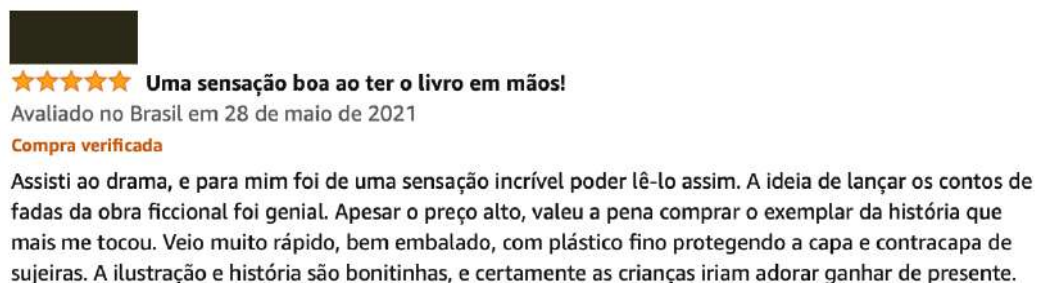 Uma sensação boa ao ter o livro em mãos!
Avaliado no Brasil em 28 de maio de 2021
Compra verificada
Assisti ao drama, e para mim foi de uma sensação incrível poder lê-lo assim. A ideia de lançar os contos de
fadas da obra ficcional foi genial. Apesar o preço alto, valeu a pena comprar o exemplar da história que
mais me tocou. Veio muito rápido, bem embalado, com plástico fino protegendo a capa e contracapa de
sujeiras. A ilustração e história são bonitinhas, e certamente as crianças iriam adorar ganhar de presente.